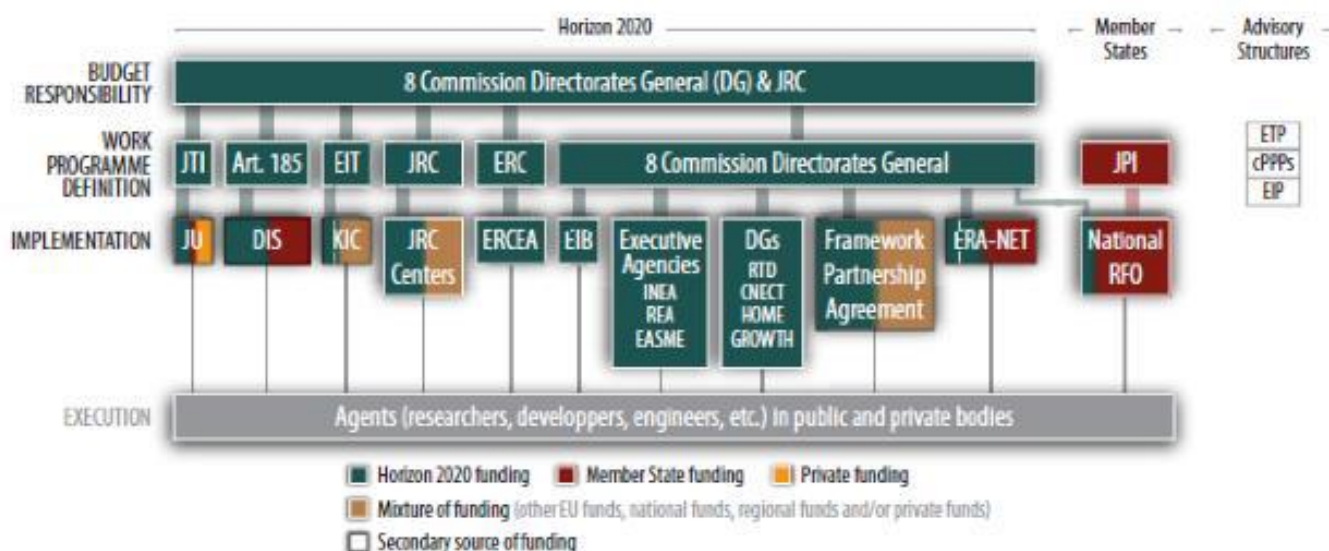 Horizon 2020
Member States
Advisory Structures
BUDGET RESPONSIBILITY
8 Commission Directorates General (DG) & JRC
WORK PROGRAMME DEFINITION
JTI
Art. 185
EIT
JRC
ERC
8 Commission Directorates General
JPI
ETP
cPPPs
EIP
IMPLEMENTATION
JU
DIS
KIC
JRC Centers
ERCEA
EIB
Executive Agencies
INEA
REA
EASME
DGs
RTD
CNECT
HOME
GROWTH
Framework Partnership Agreement
ERA-NET
National RFO
EXECUTION
Agents (researchers, developpers, engineers, etc.) in public and private bodies
Horizon 2020 funding
Member State funding
Private funding
Mixture of funding (other EU funds, national funds, regional funds and/or private funds)
Secondary source of funding